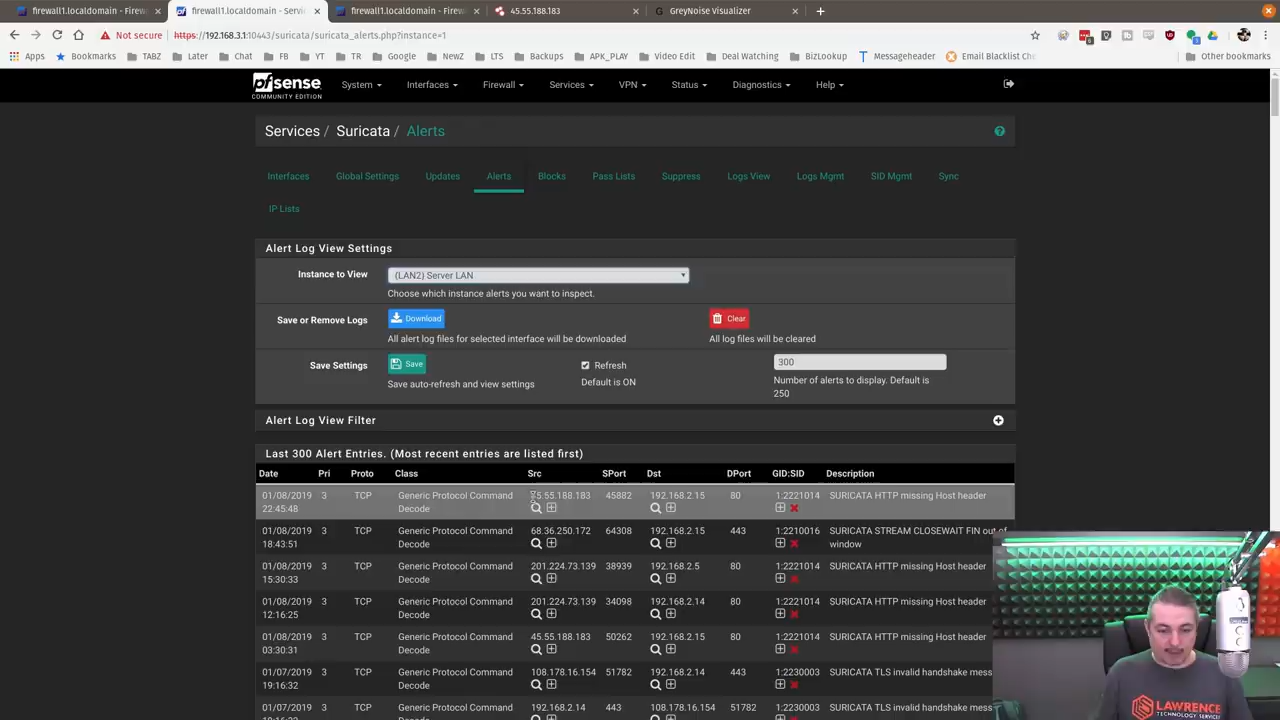 firewall1.localdomain - Firew
firewall1.localdomain - Servi
firewall1.localdomain - Firew
45.55.188.183
GreyNoise Visualizer
Not secure
https://192.168.3.1:10443/suricata/suricata_alerts.php?instance=1
Apps
Bookmarks
TABZ
Later
Chat
FB
YT
TR
Google
NewZ
LTS
Backups
APK_PLAY
Video Edit
Deal Watching
BizLookup
Messageheader
Email Blacklist Chec
Other bookmarks
pfsense
COMMUNITY EDITION
System
Interfaces
Firewall
Services
VPN
Status
Diagnostics
Help
Services / Suricata / Alerts
Interfaces
Global Settings
Updates
Alerts
Blocks
Pass Lists
Suppress
Logs View
Logs Mgmt
SID Mgmt
Sync
IP Lists
Alert Log View Settings
Instance to View
(LAN2) Server LAN
Choose which instance alerts you want to inspect.
Save or Remove Logs
Download
Clear
All alert log files for selected interface will be downloaded
All log files will be cleared
Save Settings
Save
Refresh
300
Save auto-refresh and view settings
Default is ON
Number of alerts to display. Default is
250
Alert Log View Filter
Last 300 Alert Entries. (Most recent entries are listed first)
Date Pri Proto Class Src SPort Dst DPort GID:SID Description
01/08/2019 3 TCP Generic Protocol Command 45.55.188.183 45882 192.168.2.15 80 1:2221014 SURICATA HTTP missing Host header
22:45:48 Decode
01/08/2019 3 TCP Generic Protocol Command 68.36.250.172 64308 192.168.2.15 443 1:2210016 SURICATA STREAM CLOSEWAIT FIN out of
18:43:51 Decode window
01/08/2019 3 TCP Generic Protocol Command 201.224.73.139 38939 192.168.2.5 80 1:2221014 SURICATA HTTP missing Host header
15:30:33 Decode
01/08/2019 3 TCP Generic Protocol Command 201.224.73.139 34098 192.168.2.14 80 1:2221014 SURICATA HTTP missing Host header
12:16:25 Decode
01/08/2019 3 TCP Generic Protocol Command 45.55.188.183 50262 192.168.2.15 80 1:2221014 SURICATA HTTP missing Host header
03:30:31 Decode
01/07/2019 3 TCP Generic Protocol Command 108.178.16.154 51782 192.168.2.14 443 1:2230003 SURICATA TLS invalid handshake mess
19:16:32 Decode
01/07/2019 3 TCP Generic Protocol Command 192.168.2.14 443 108.178.16.154 51782 1:2230003 SURICATA TLS invalid handshake
LAWRENCE
TECHNOLOGY SERVICES